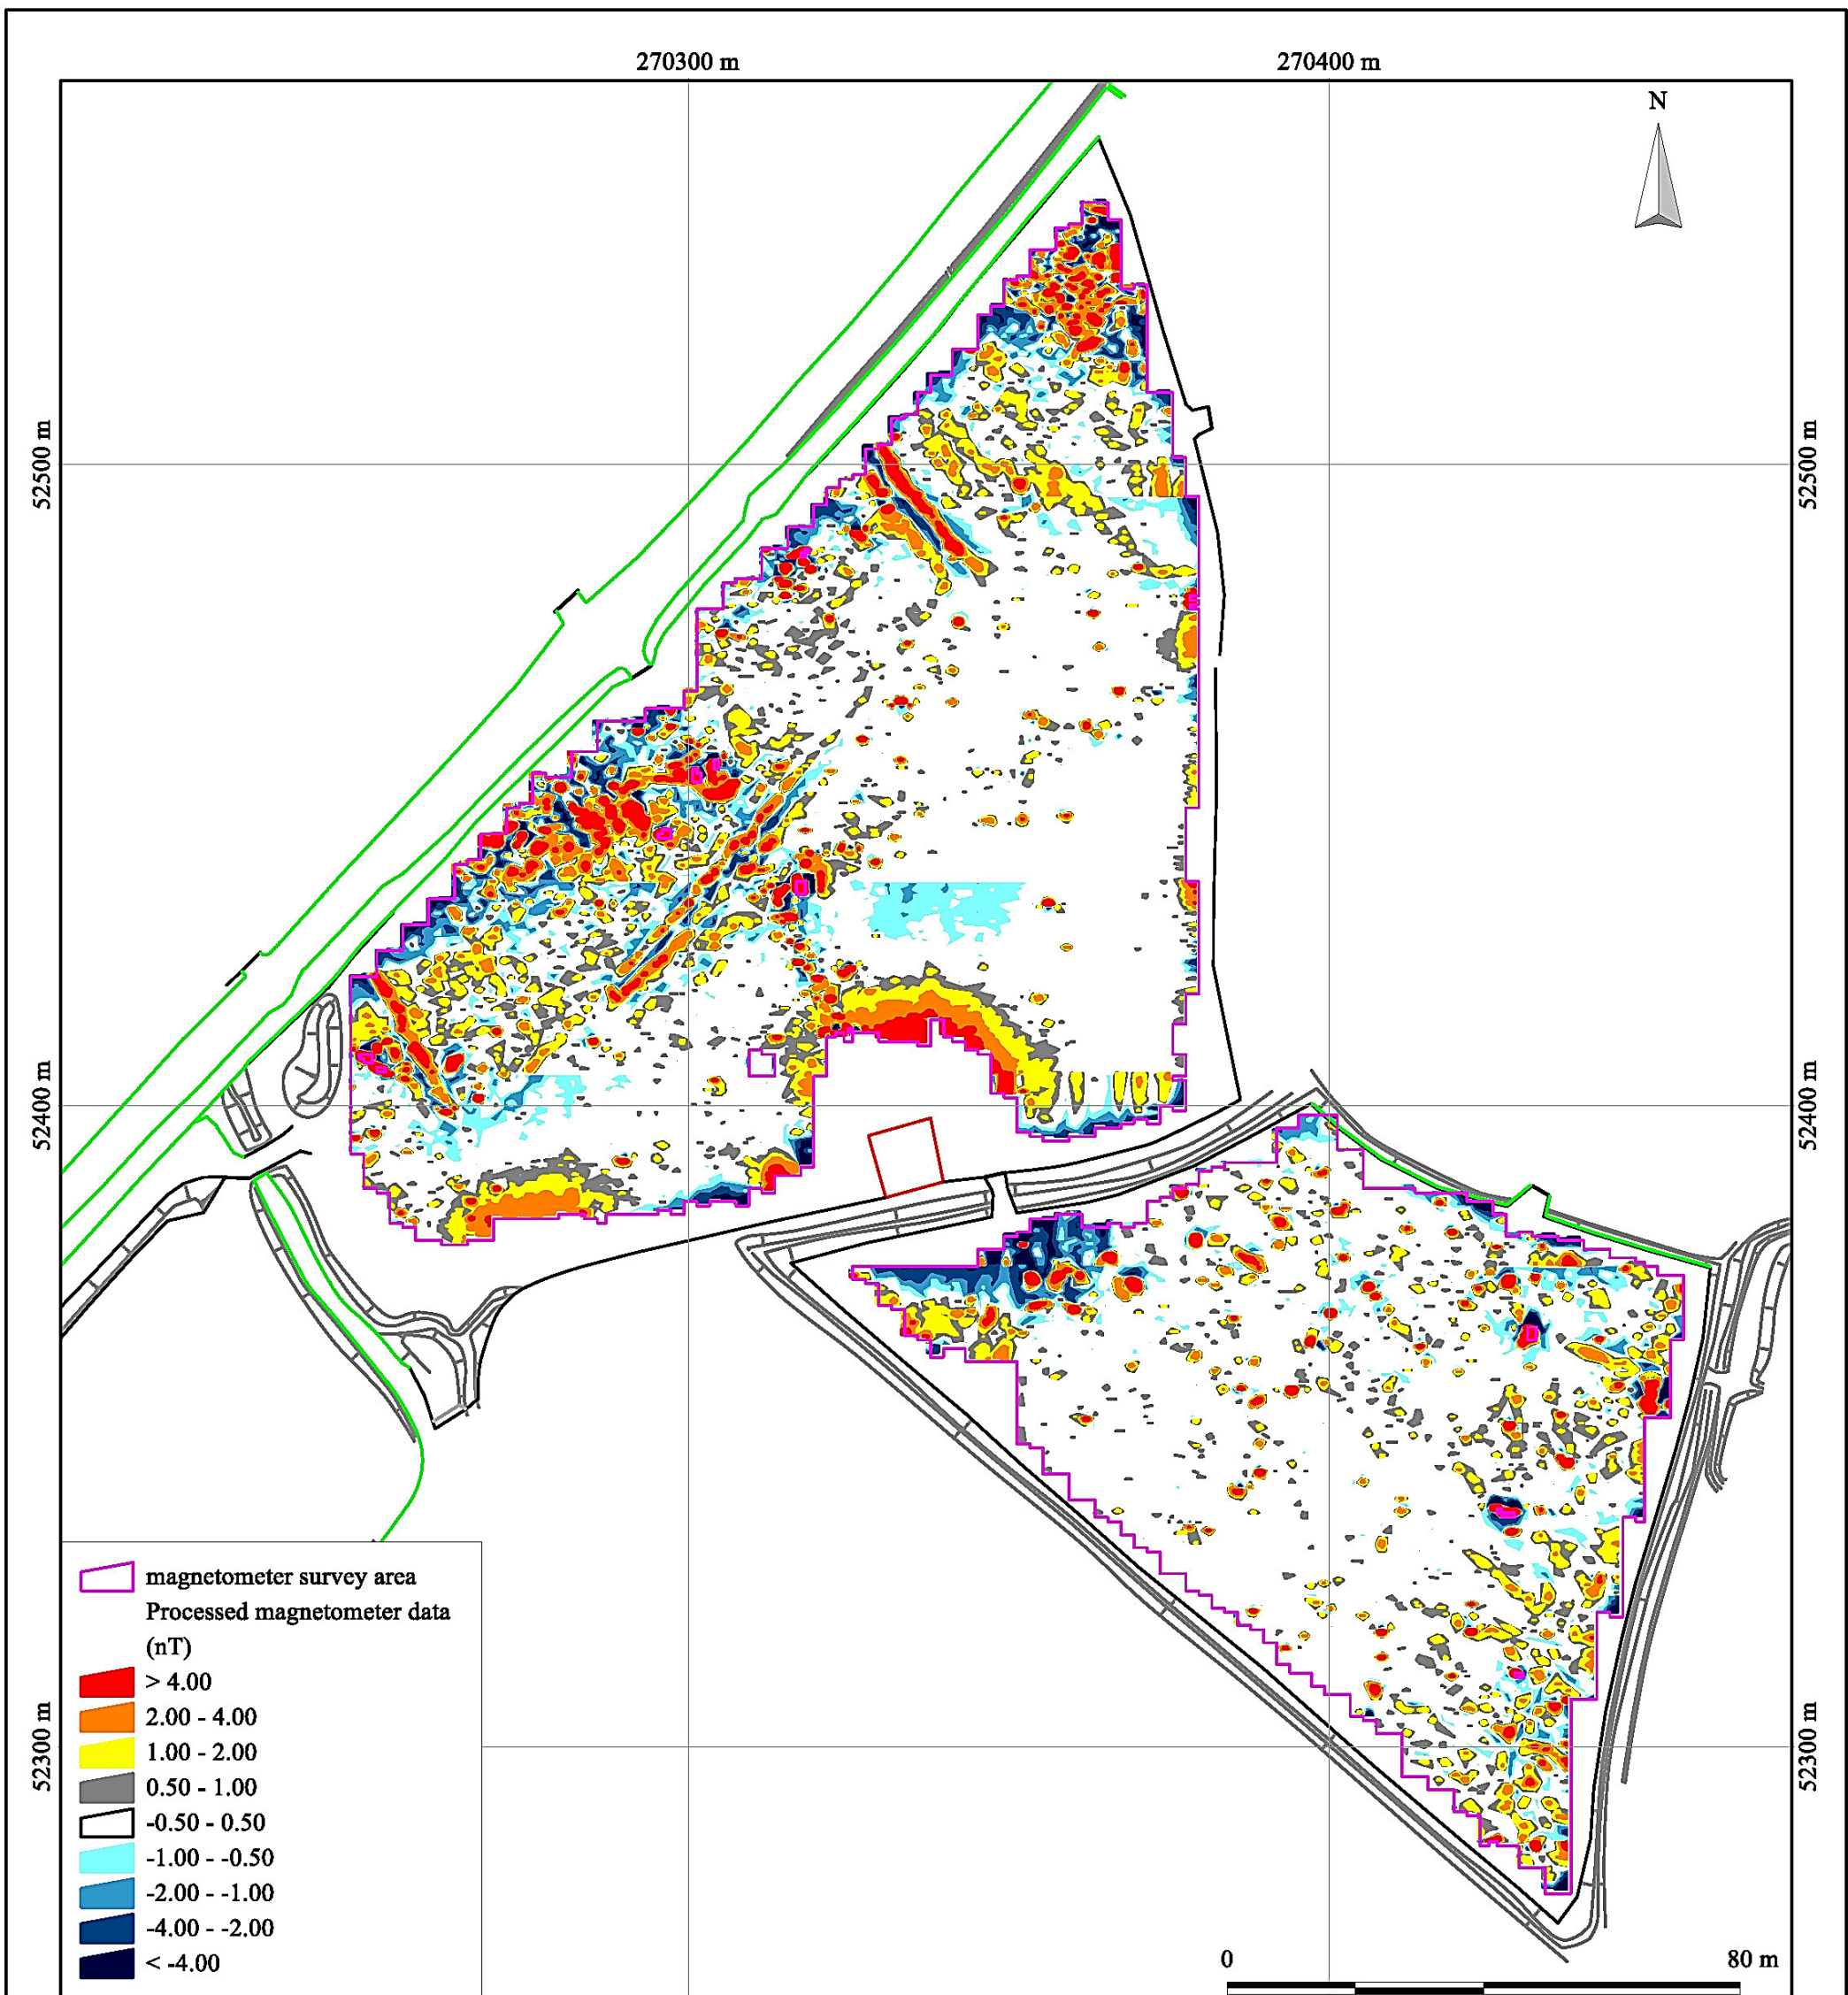 270300 m
270400 m
N
52500 m
52500 m
52400 m
52400 m
52300 m
52300 m
magnetometer survey area
Processed magnetometer data
(nT)
> 4.00
2.00 - 4.00
1.00 - 2.00
0.50 - 1.00
-0.50 - 0.50
-1.00 - -0.50
-2.00 - -1.00
-4.00 - -2.00
< -4.00
0
80 m